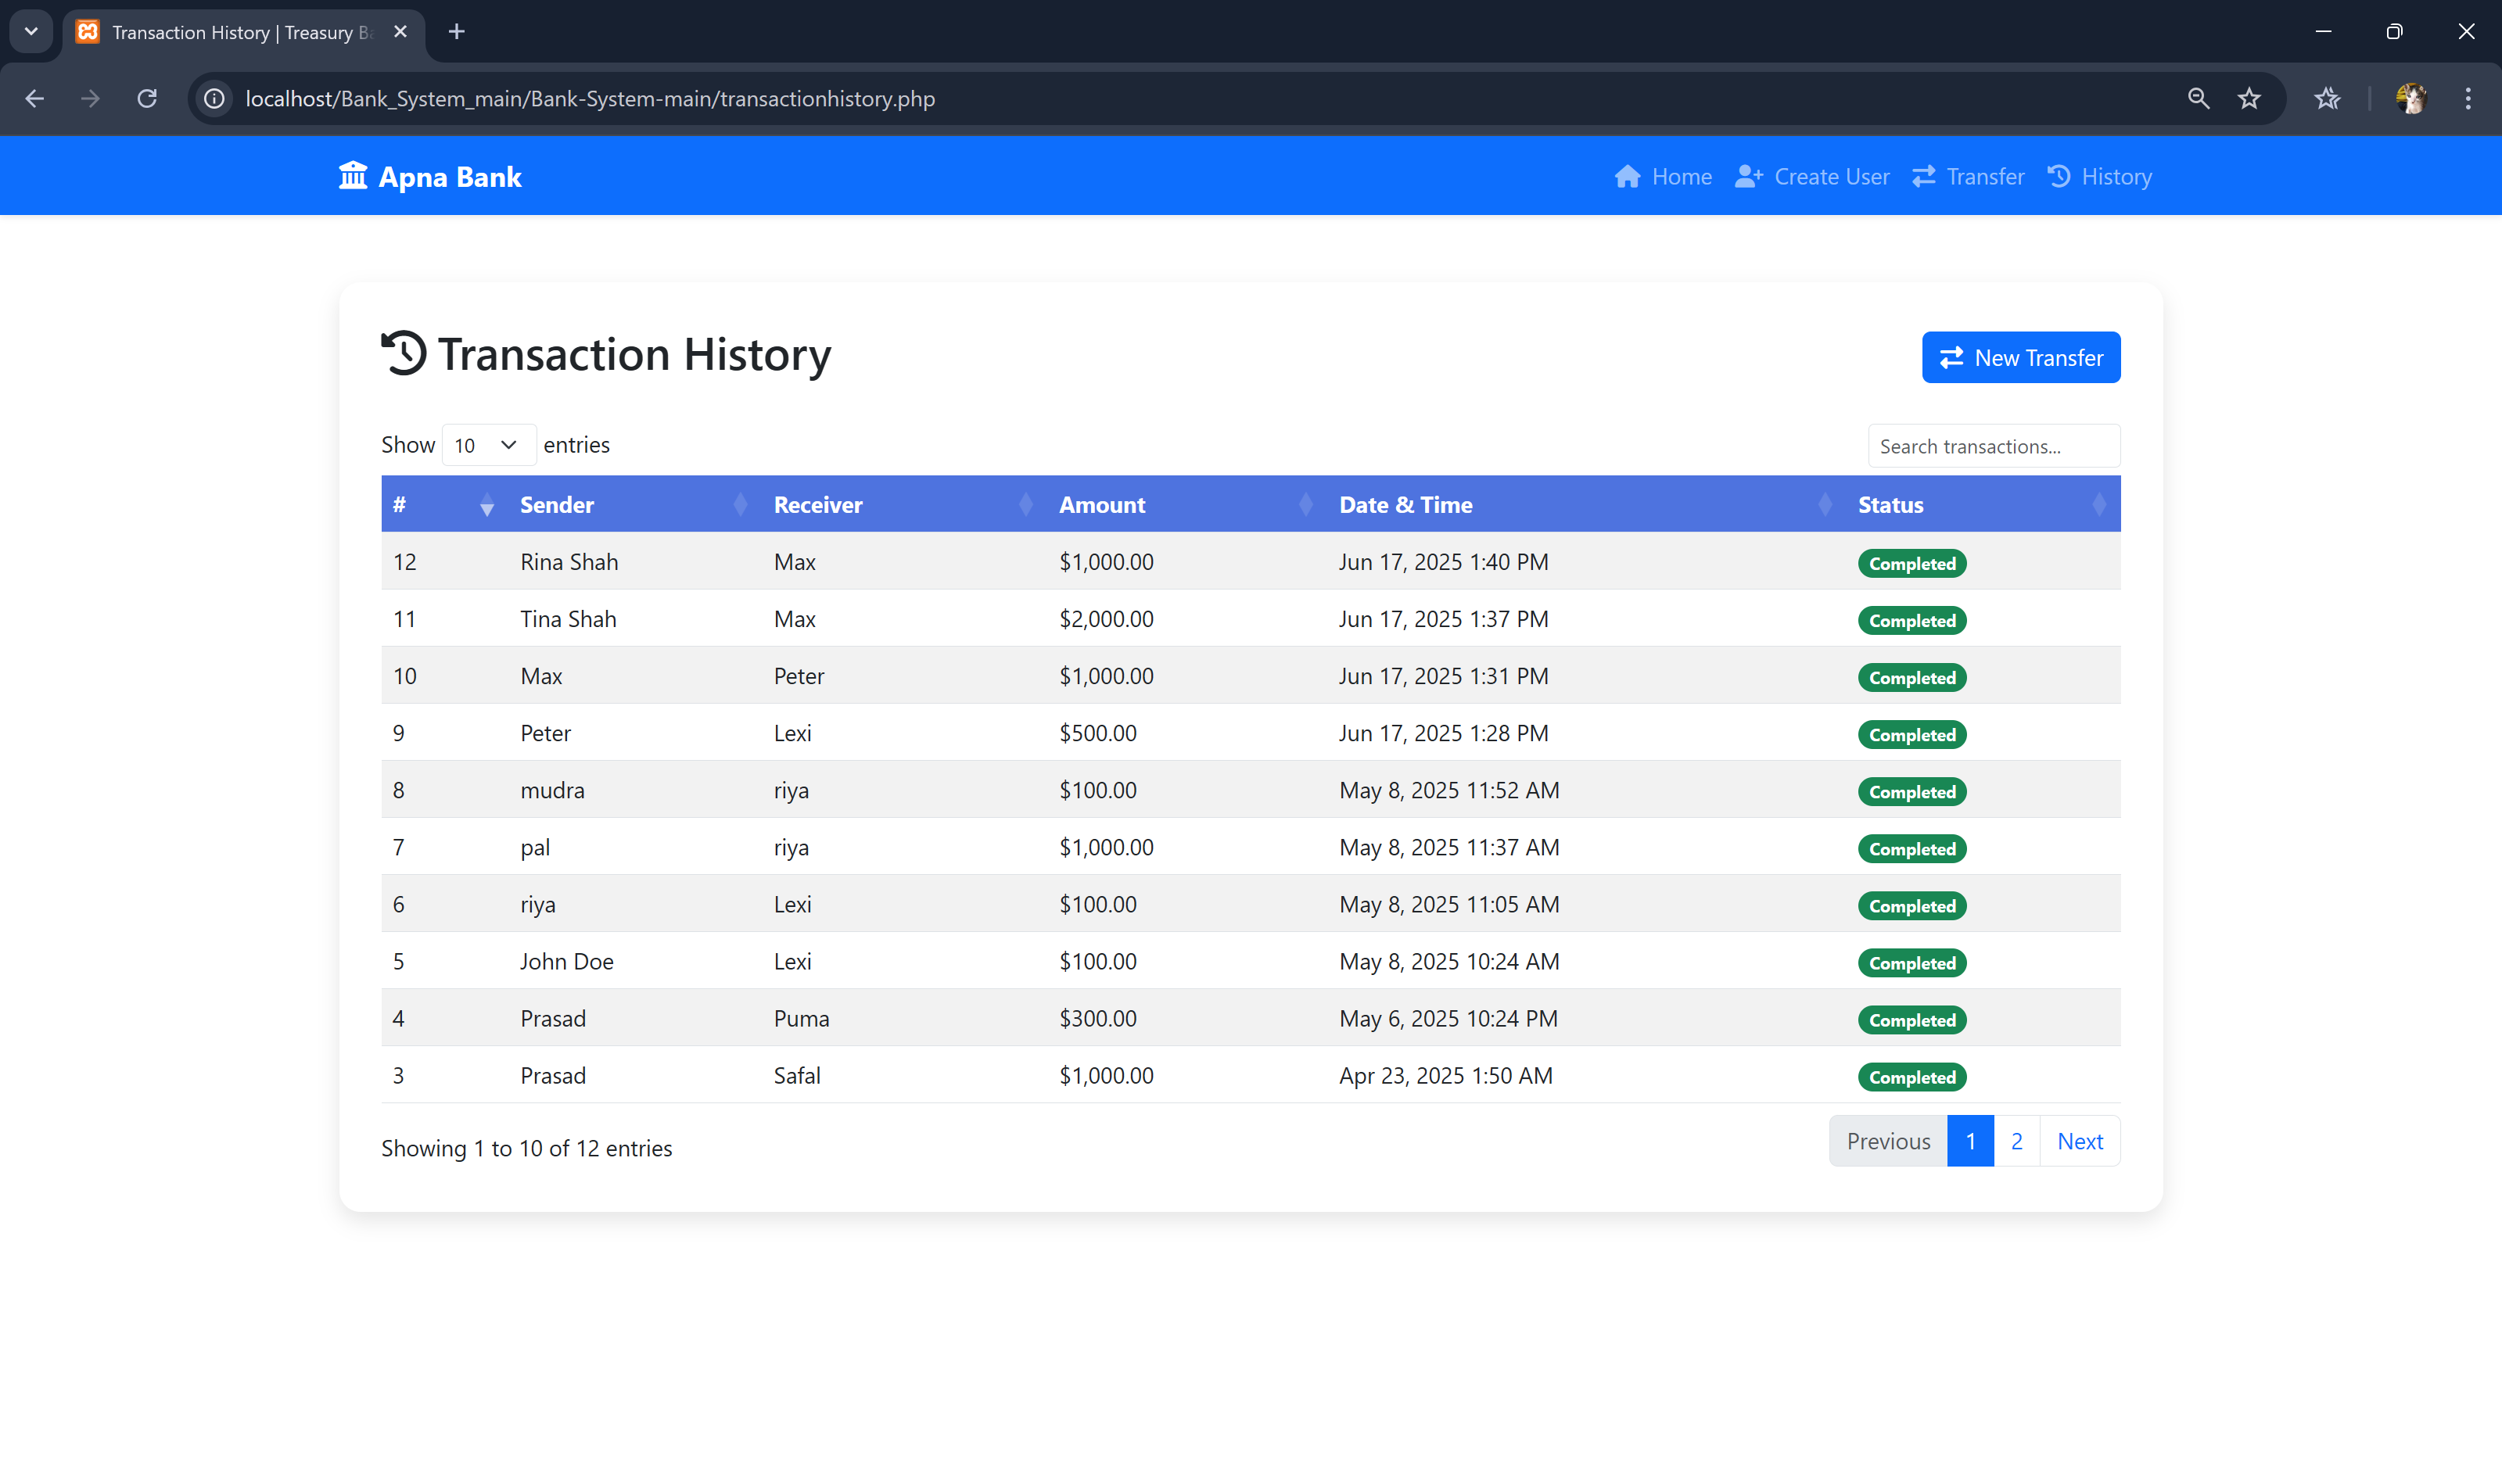 Transaction History | Treasury Ba
localhost/Bank_System_main/Bank-System-main/transactionhistory.php
Apna Bank Home Create User Transfer History
Transaction History New Transfer
Show 10 entries Search transactions...
# Sender Receiver Amount Date & Time Status
12 Rina Shah Max $1,000.00 Jun 17, 2025 1:40 PM Completed
11 Tina Shah Max $2,000.00 Jun 17, 2025 1:37 PM Completed
10 Max Peter $1,000.00 Jun 17, 2025 1:31 PM Completed
9 Peter Lexi $500.00 Jun 17, 2025 1:28 PM Completed
8 mudra riya $100.00 May 8, 2025 11:52 AM Completed
7 pal riya $1,000.00 May 8, 2025 11:37 AM Completed
6 riya Lexi $100.00 May 8, 2025 11:05 AM Completed
5 John Doe Lexi $100.00 May 8, 2025 10:24 AM Completed
4 Prasad Puma $300.00 May 6, 2025 10:24 PM Completed
3 Prasad Safal $1,000.00 Apr 23, 2025 1:50 AM Completed
Showing 1 to 10 of 12 entries Previous 1 2 Next